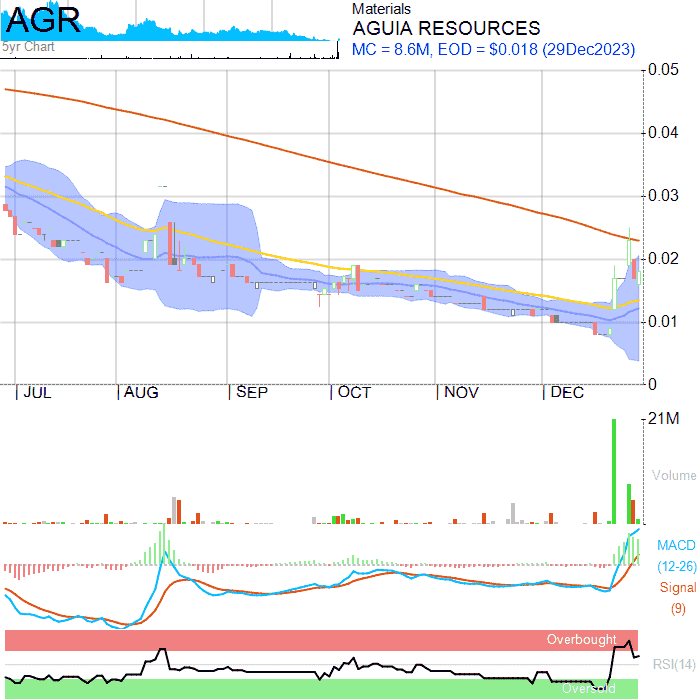 AGR
5yr Chart
Materials
AGUIA RESOURCES
MC = 8.6M, EOD = $0.018 (29Dec2023)
0.05
0.04
0.03
0.02
0.01
0
JUL AUG SEP OCT NOV DEC
21M
Volume
MACD
(12-26)
Signal
(9)
Overbought
RSI(14)
Oversold